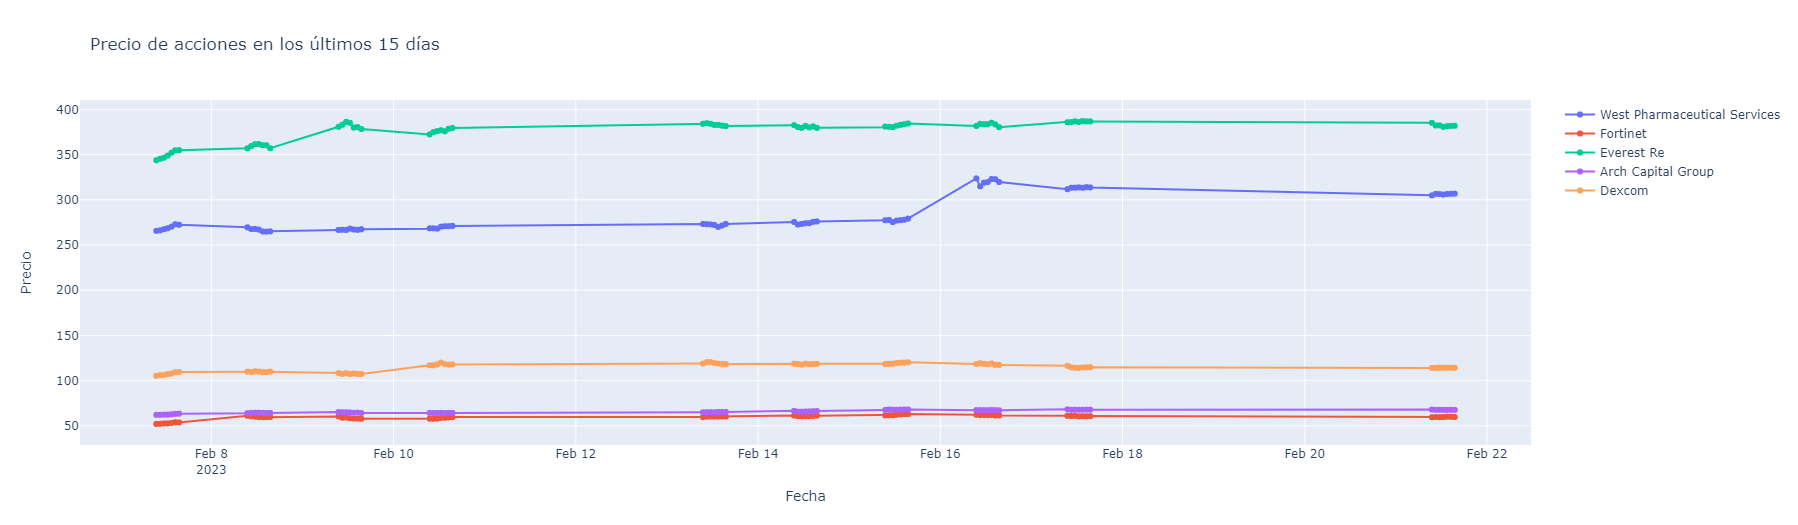 Precio de acciones en los últimos 15 días
400
350
300
250
200
150
100
50
Precio
Feb 8
2023
Feb 10
Feb 12
Feb 14
Feb 16
Feb 18
Feb 20
Feb 22
Fecha
West Pharmaceutical Services
Fortinet
Everest Re
Arch Capital Group
Dexcom